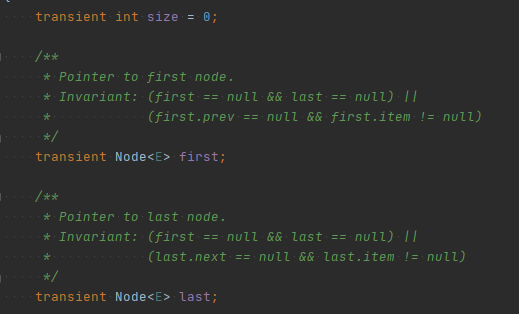 transient int size = 0;
/**
* Pointer to first node.
* Invariant: (first == null && last == null) ||
* (first.prev == null && first.item != null)
*/
transient Node<E> first;
/**
* Pointer to last node.
* Invariant: (first == null && last == null) ||
* (last.next == null && last.item != null)
*/
transient Node<E> last;